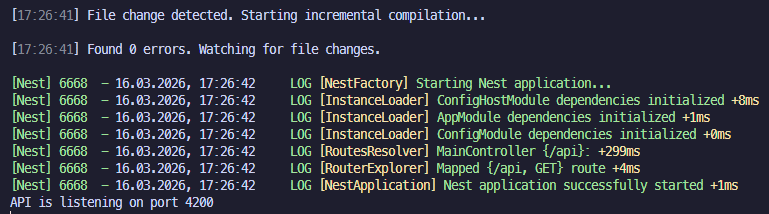 [17:26:41] File change detected. Starting incremental compilation...
[17:26:41] Found 0 errors. Watching for file changes.
[Nest] 6668  – 16.03.2026, 17:26:42     LOG [NestFactory] Starting Nest application...
[Nest] 6668  – 16.03.2026, 17:26:42     LOG [InstanceLoader] ConfigHostModule dependencies initialized +8ms
[Nest] 6668  – 16.03.2026, 17:26:42     LOG [InstanceLoader] AppModule dependencies initialized +1ms
[Nest] 6668  – 16.03.2026, 17:26:42     LOG [InstanceLoader] ConfigModule dependencies initialized +0ms
[Nest] 6668  – 16.03.2026, 17:26:42     LOG [RoutesResolver] MainController {/api}: +299ms
[Nest] 6668  – 16.03.2026, 17:26:42     LOG [RouterExplorer] Mapped {/api, GET} route +4ms
[Nest] 6668  – 16.03.2026, 17:26:42     LOG [NestApplication] Nest application successfully started +1ms
API is listening on port 4200